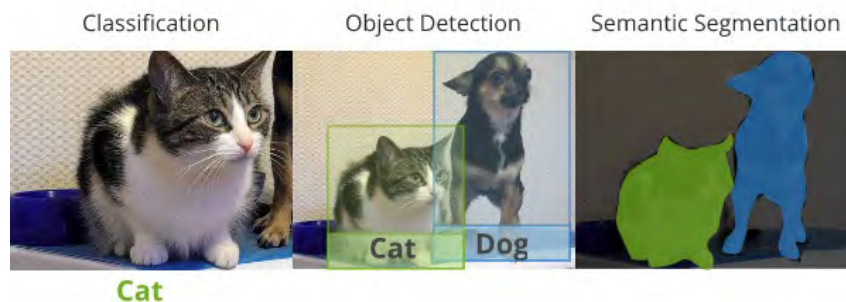 Classification
Object Detection
Semantic Segmentation
Cat
Dog
Cat